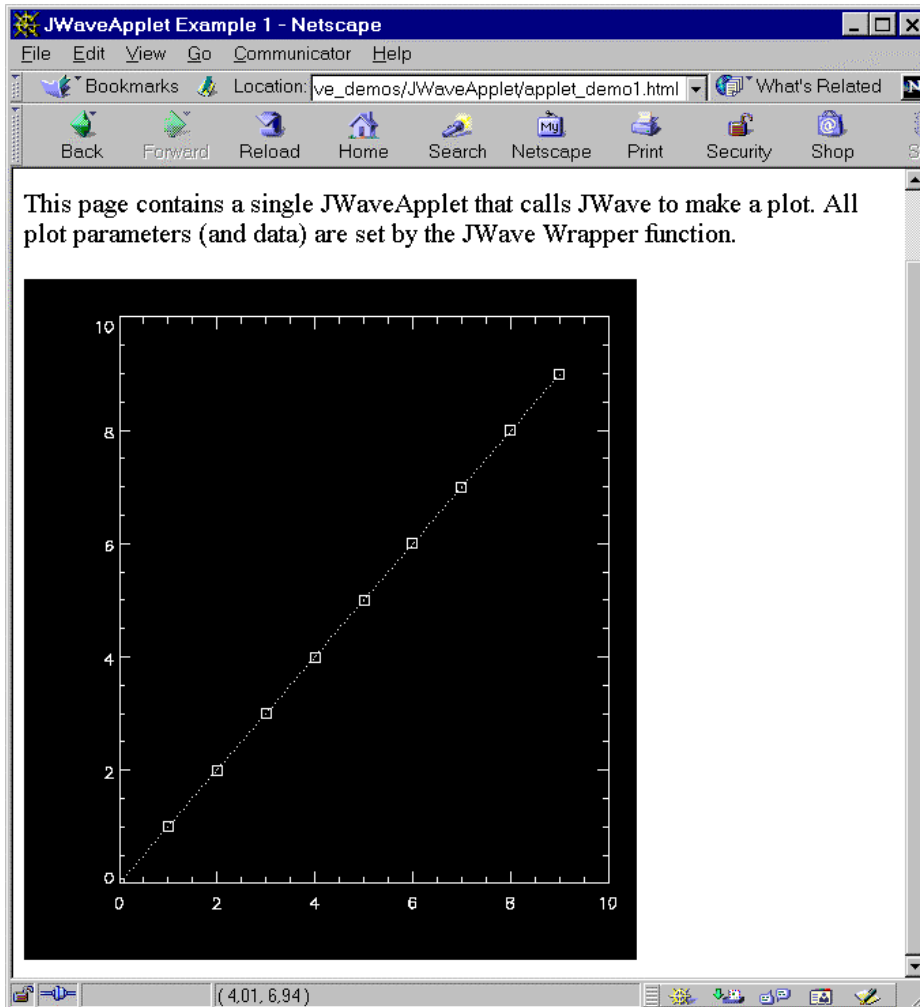 JWaveApplet Example 1 - Netscape
File Edit View Go Communicator Help
Bookmarks Location: ve_demos/JWaveApplet/applet_demo1.html What's Related N
Back Forward Reload Home Search Netscape Print Security Shop
My
This page contains a single JWaveApplet that calls JWave to make a plot. All
plot parameters (and data) are set by the JWave Wrapper function.
10
8
6
4
2
0
0 2 4 6 8 10
( 4,01, 6,94 )